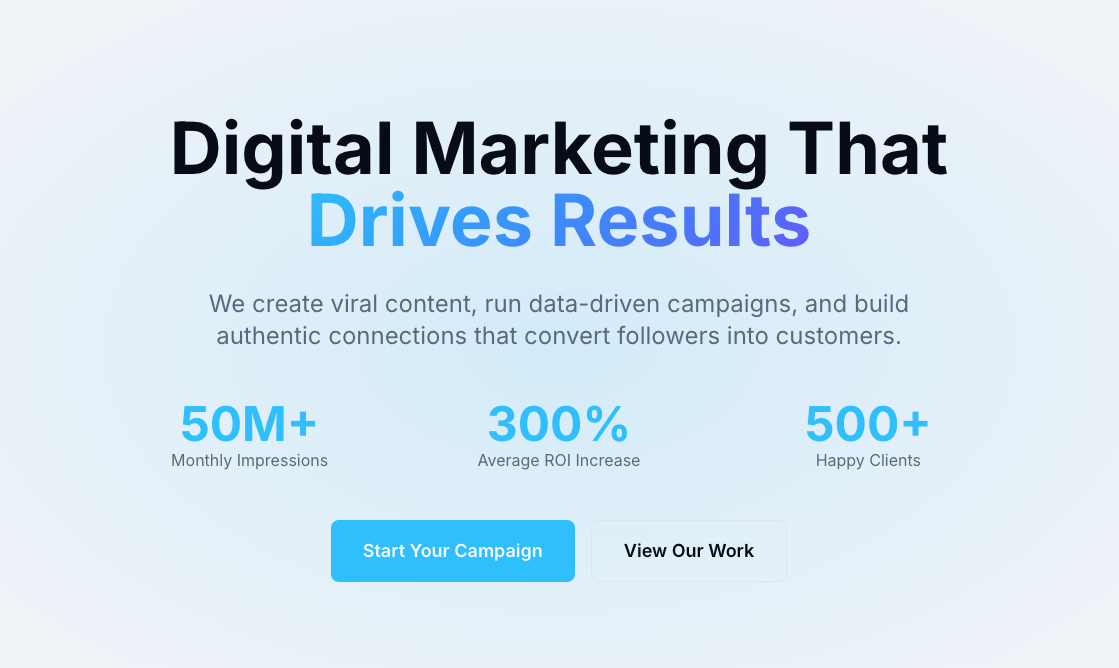 Digital Marketing That
Drives Results
We create viral content, run data-driven campaigns, and build
authentic connections that convert followers into customers.
50M+ 300% 500+
Monthly Impressions Average ROI Increase Happy Clients
Start Your Campaign View Our Work